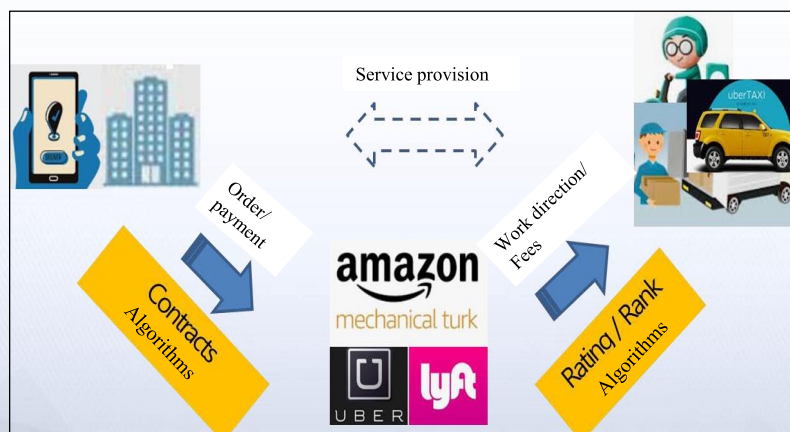 Service provision
uberTAXI
Order/
payment
Work direction/
Fees
amazon
mechanical turk
Contracts
Algorithms
Rating / Rank
Algorithms
U
UBER
lyft